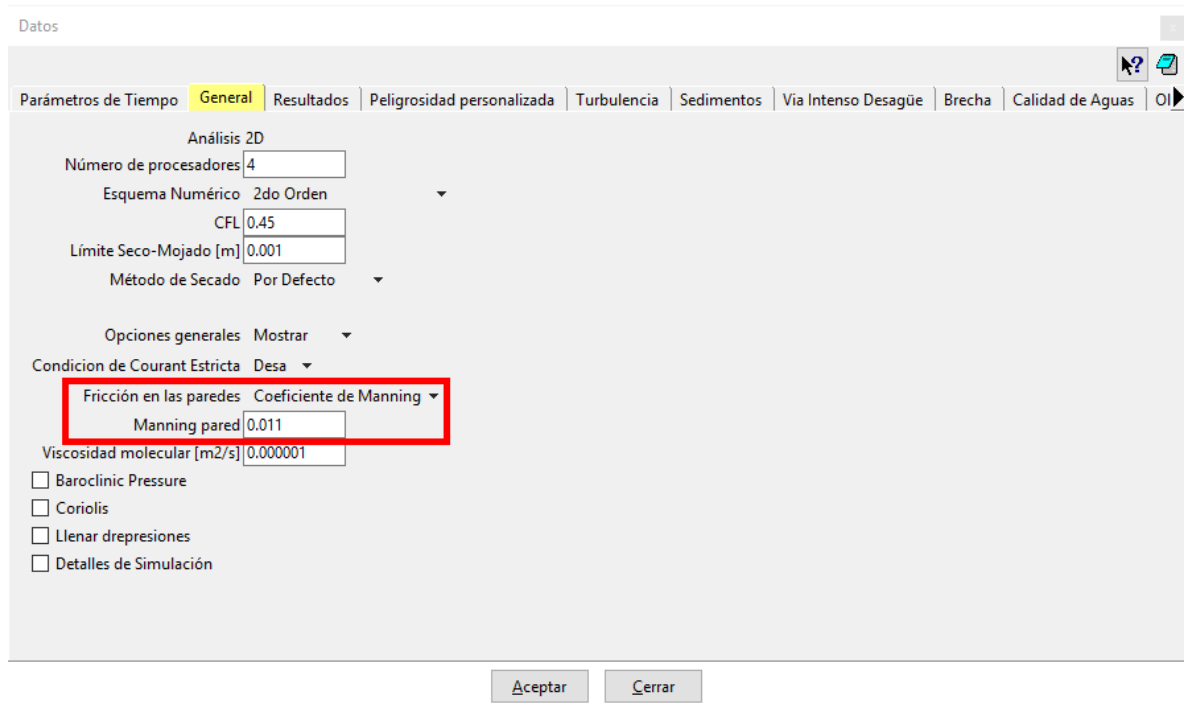 Datos
x
?
Parámetros de Tiempo General Resultados Peligrosidad personalizada Turbulencia Sedimentos Via Intenso Desagüe Brecha Calidad de Aguas Ol
Análisis 2D
Número de procesadores 4
Esquema Numérico 2do Orden
CFL 0.45
Límite Seco-Mojado [m] 0.001
Método de Secado Por Defecto
Opciones generales Mostrar
Condicion de Courant Estricta Desa
Fricción en las paredes Coeficiente de Manning
Manning pared 0.011
Viscosidad molecular [m2/s] 0.000001
Baroclinic Pressure
Coriolis
Llenar drepresiones
Detalles de Simulación
Aceptar Cerrar